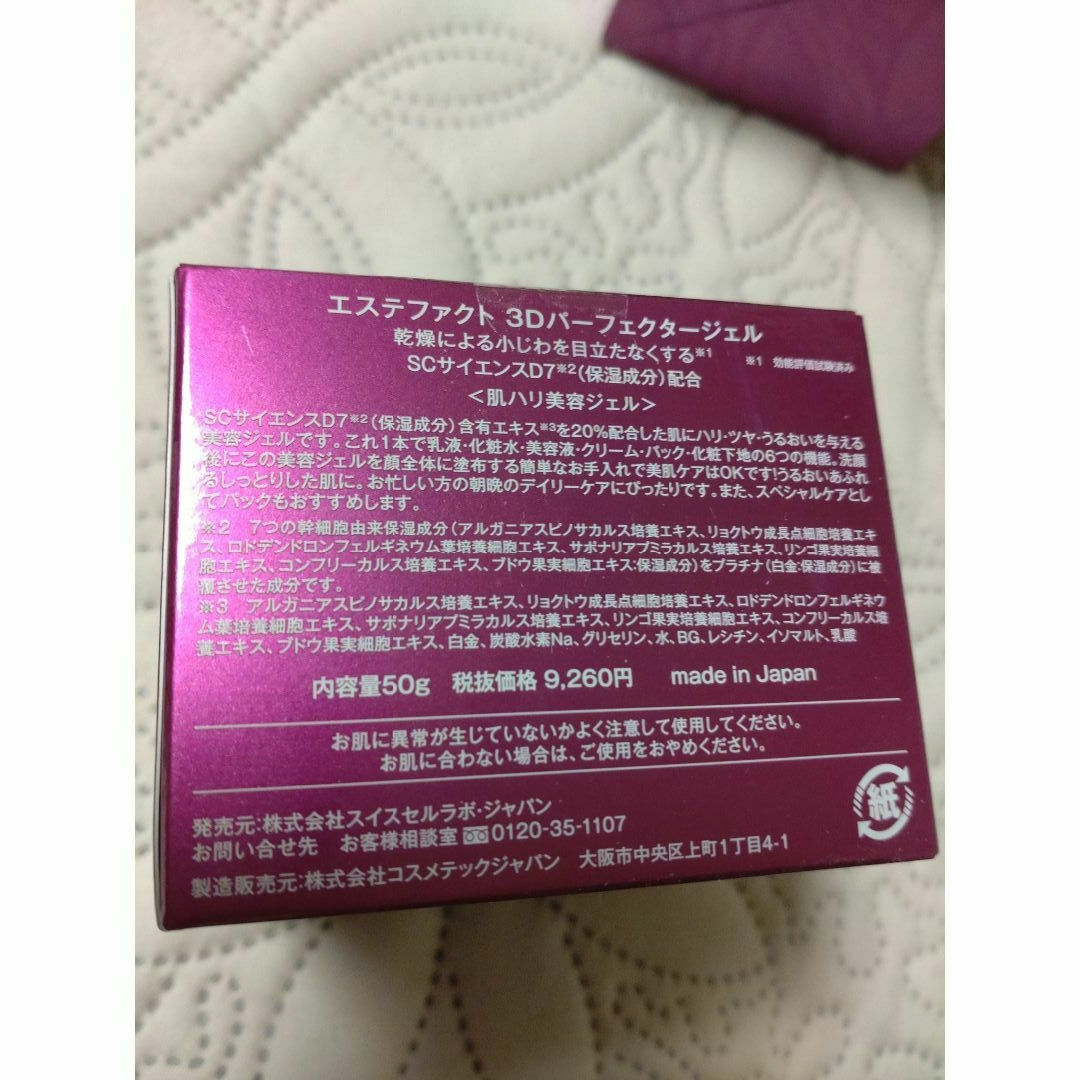 エステファクト 3Dパーフェクタージェル
乾燥による小じわを目立たなくする※1 ※1 効能評価試験済み
SCサイエンスD7※2(保湿成分)配合
＜肌ハリ美容ジェル＞
SCサイエンスD7※2(保湿成分)含有エキス※3を20%配合した肌にハリ・ツヤ・うるおいを与える
美容ジェルです。これ1本で乳液・化粧水・美容液・クリーム・パック・化粧下地の6つの機能。洗顔
後にこの美容ジェルを顔全体に塗布する簡単なお手入れで美肌ケアはOKです!うるおいあふれ
るしっとりした肌に。お忙しい方の朝晩のデイリーケアにぴったりです。また、スペシャルケアとし
てパックもおすすめします。
※2 7つの幹細胞由来保湿成分(アルガニアスピノサカルス培養エキス、リョクトウ成長点細胞培養エキ
ス、ロドデンドロンフェルギネウム葉培養細胞エキス、サポナリアプミラカルス培養エキス、リンゴ果実培養細
胞エキス、コンフリーカルス培養エキス、ブドウ果実細胞エキス:保湿成分)をプラチナ(白金:保湿成分)に被
覆させた成分です。
※3 アルガニアスピノサカルス培養エキス、リョクトウ成長点細胞培養エキス、ロドデンドロンフェルギネウ
ム葉培養細胞エキス、サポナリアプミラカルス培養エキス、リンゴ果実培養細胞エキス、コンフリーカルス培
養エキス、ブドウ果実細胞エキス、白金、炭酸水素Na、グリセリン、水、BG、レシチン、イソマルト、乳酸
内容量50g 税抜価格 9,260円 made in Japan
お肌に異常が生じていないかよく注意して使用してください。
お肌に合わない場合は、ご使用をおやめください。
紙
発売元:株式会社スイスセルラボ・ジャパン
お問い合せ先 お客様相談室 0120-35-1107
製造販売元:株式会社コスメテックジャパン 大阪市中央区上町1丁目4-1